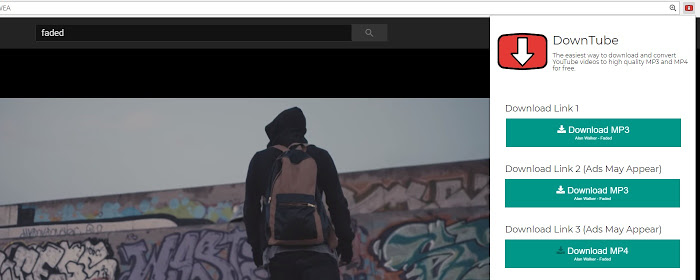 VEA
faded
DownTube
The easiest way to download and convert
YouTube videos to high quality MP3 and MP4
for free.
Download Link 1
Download MP3
Alan Walker - Faded
Download Link 2 (Ads May Appear)
Download MP3
Alan Walker - Faded
Download Link 3 (Ads May Appear)
Download MP4
Alan Walker - Faded